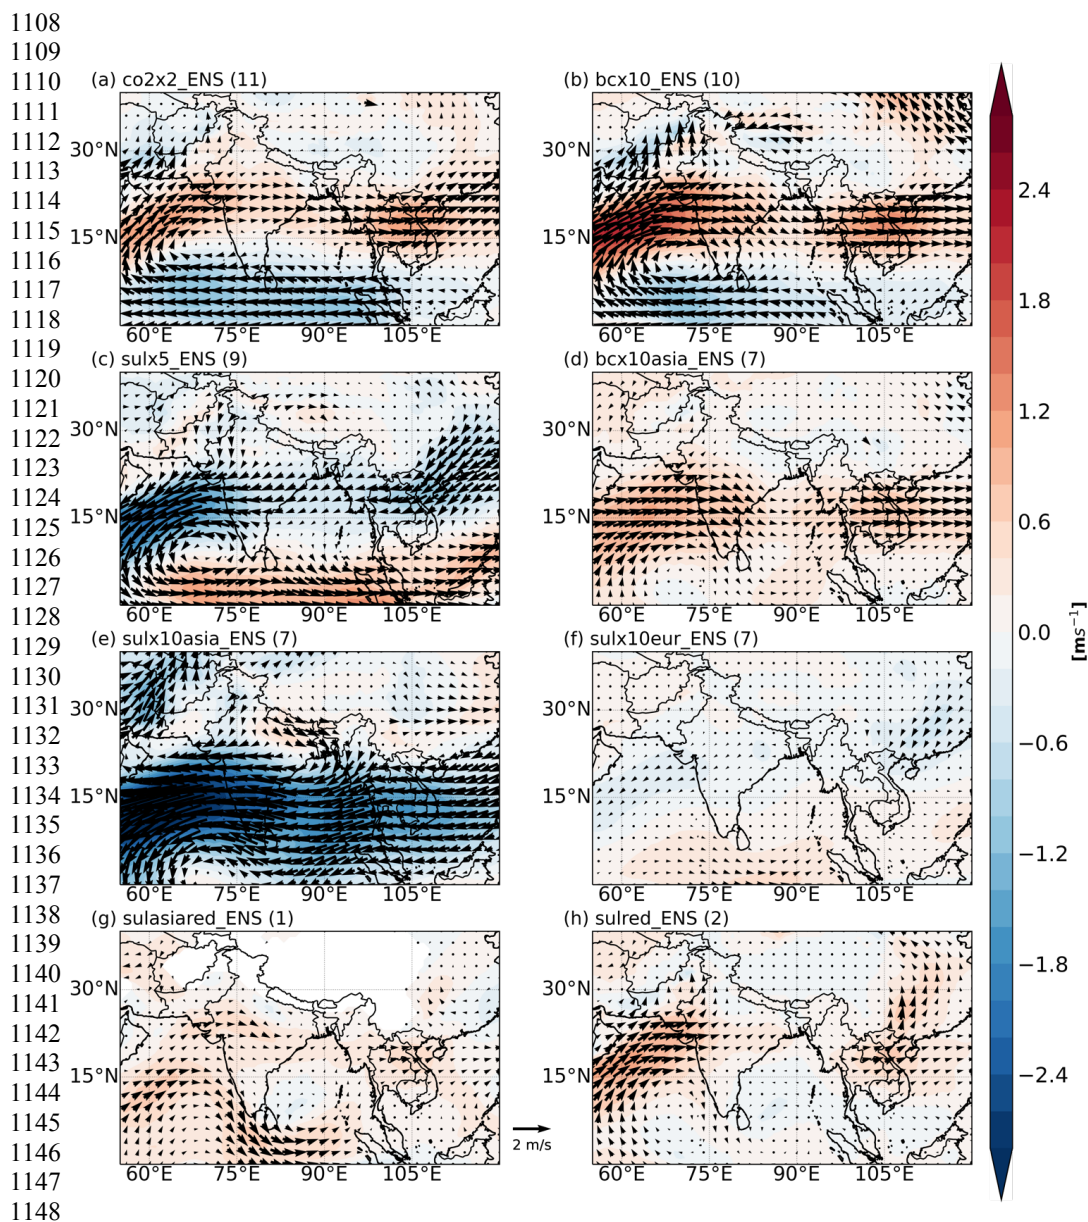 1108
1109
1110
1111
1112
1113
1114
1115
1116
1117
1118
1119
1120
1121
1122
1123
1124
1125
1126
1127
1128
1129
1130
1131
1132
1133
1134
1135
1136
1137
1138
1139
1140
1141
1142
1143
1144
1145
1146
1147
1148
(a) co2x2_ENS (11)
30°N
15°N
60°E 75°E 90°E 105°E
(b) bcx10_ENS (10)
30°N
15°N
60°E 75°E 90°E 105°E
(c) sulx5_ENS (9)
30°N
15°N
60°E 75°E 90°E 105°E
(d) bcx10asia_ENS (7)
30°N
15°N
60°E 75°E 90°E 105°E
(e) sulx10asia_ENS (7)
30°N
15°N
60°E 75°E 90°E 105°E
(f) sulx10eur_ENS (7)
30°N
15°N
60°E 75°E 90°E 105°E
(g) sulasiared_ENS (1)
30°N
15°N
60°E 75°E 90°E 105°E
2 m/s
(h) sulred_ENS (2)
30°N
15°N
60°E 75°E 90°E 105°E
2.4
1.8
1.2
0.6
0.0
−0.6
−1.2
−1.8
−2.4
[ms⁻¹]